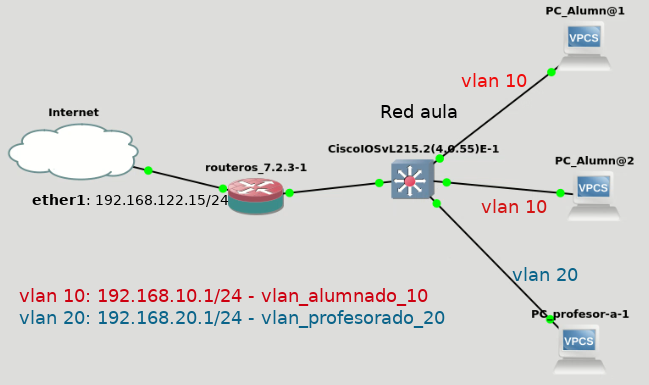 PC_Alumn@1
VPCS
vlan 10
Internet
Red aula
CiscoIOSvL215.2(4.0.55)E-1
routeros_7.2.3-1
PC_Alumn@2
VPCS
ether1: 192.168.122.15/24
vlan 10
vlan 20
vlan 10: 192.168.10.1/24 - vlan_alumnado_10
vlan 20: 192.168.20.1/24 - vlan_profesorado_20
PC_profesor-a-1
VPCS